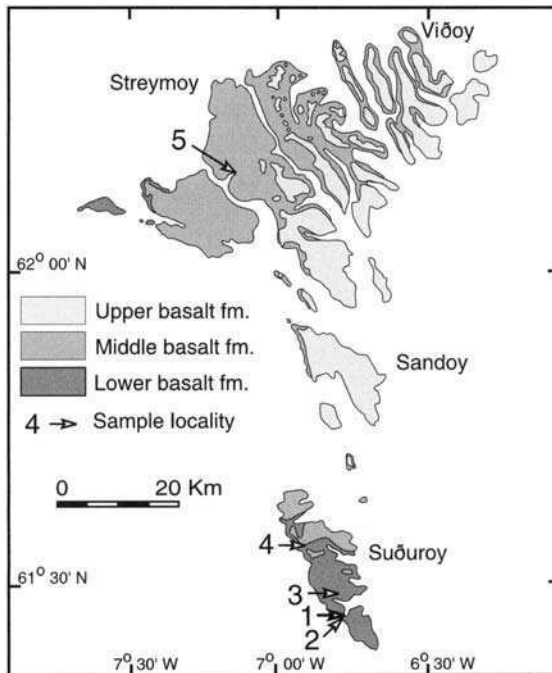 Viðoy
Streymoy
5
62° 00' N
Upper basalt fm.
Middle basalt fm.
Lower basalt fm.
4 Sample locality
Sandoy
0 20 Km
4
Suðuroy
61° 30' N
3
1
2
7° 30' W 7° 00' W 6° 30' W